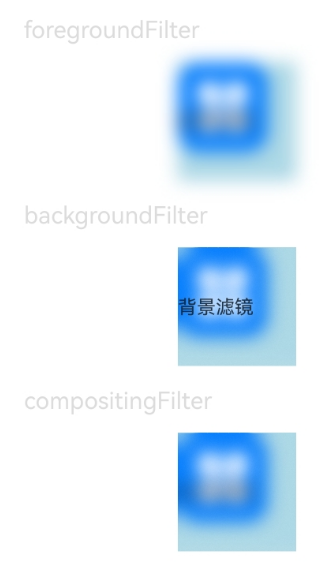 foregroundFilter
backgroundFilter
背景滤镜
compositingFilter